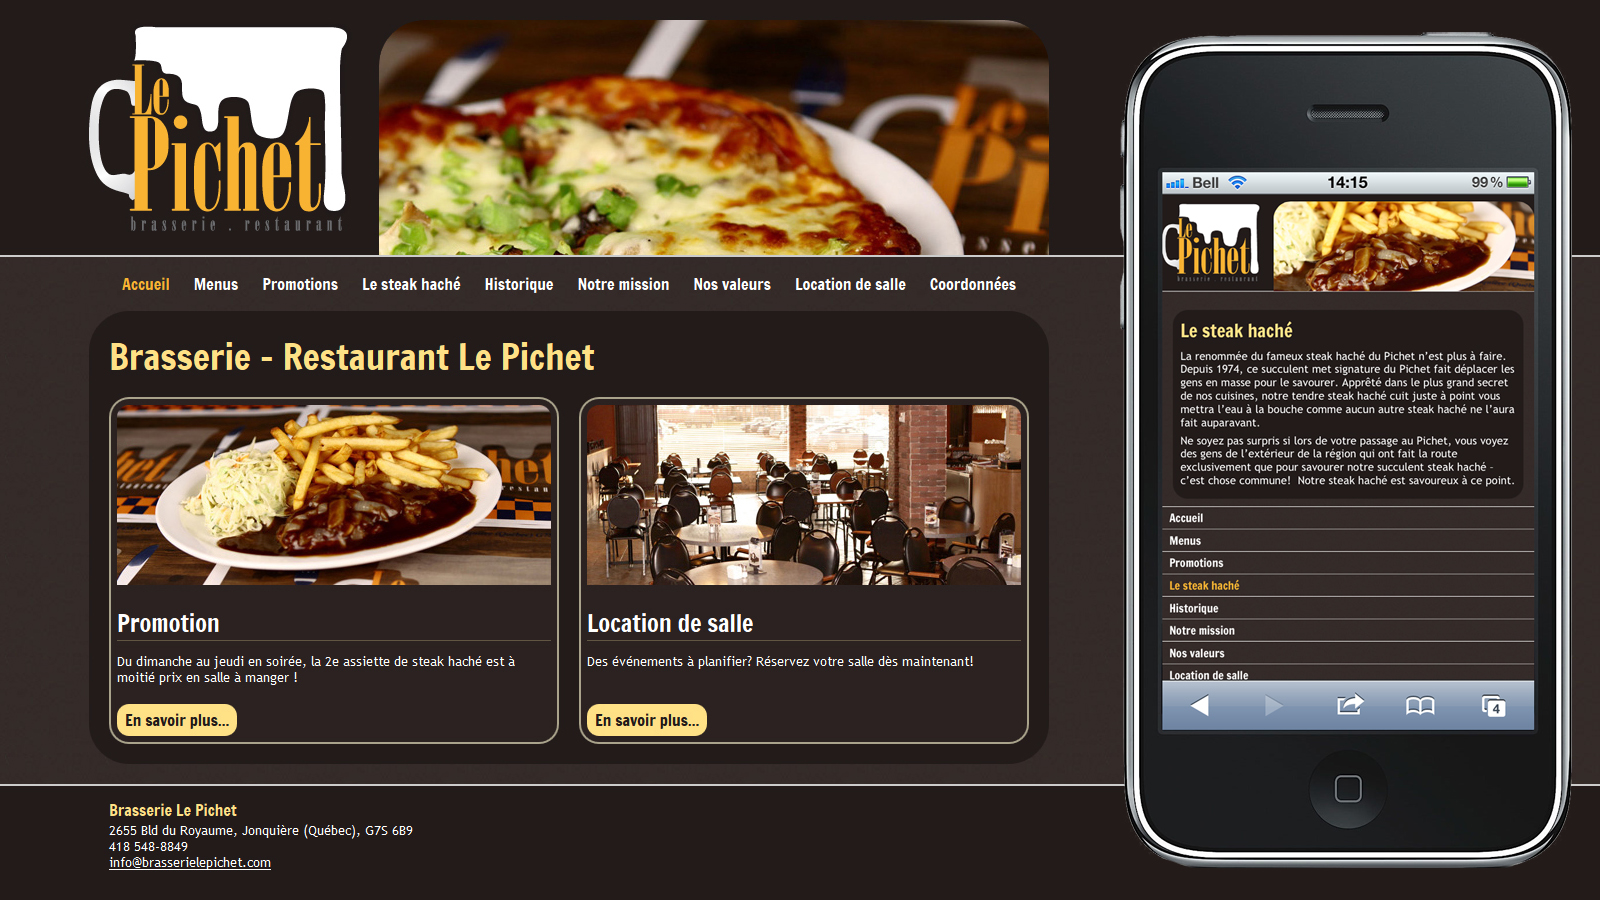 Le
Pichet
brasserie . restaurant
Accueil Menus Promotions Le steak haché Historique Notre mission Nos valeurs Location de salle Coordonnées
Brasserie - Restaurant Le Pichet
Promotion
Du dimanche au jeudi en soirée, la 2e assiette de steak haché est à
moitié prix en salle à manger !
En savoir plus...
Location de salle
Des événements à planifier? Réservez votre salle dès maintenant!
En savoir plus...
Brasserie Le Pichet
2655 Bld du Royaume, Jonquière (Québec), G7S 6B9
418 548-8849
info@brasserielepichet.com
Bell 14:15 99%
Le
Pichet
brasserie . restaurant
Le steak haché
La renommée du fameux steak haché du Pichet n'est plus à faire.
Depuis 1974, ce succulent met signature du Pichet fait déplacer les
gens en masse pour le savourer. Apprêté dans le plus grand secret
de nos cuisines, notre tendre steak haché cuit juste à point vous
mettra l'eau à la bouche comme aucun autre steak haché ne l'aura
fait auparavant.
Ne soyez pas surpris si lors de votre passage au Pichet, vous voyez
des gens de l'extérieur de la région qui ont fait la route
exclusivement que pour savourer notre succulent steak haché -
c'est chose commune! Notre steak haché est savoureux à ce point.
Accueil
Menus
Promotions
Le steak haché
Historique
Notre mission
Nos valeurs
Location de salle
4